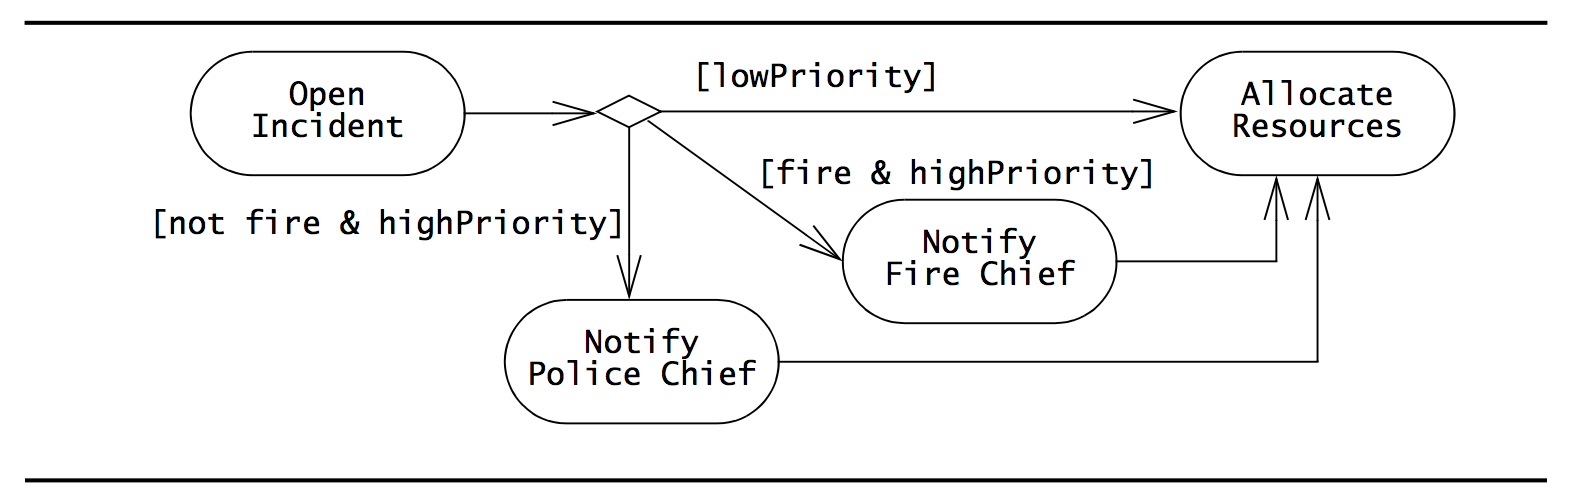 Open
Incident
[lowPriority]
Allocate
Resources
[fire & highPriority]
[not fire & highPriority]
Notify
Fire Chief
Notify
Police Chief